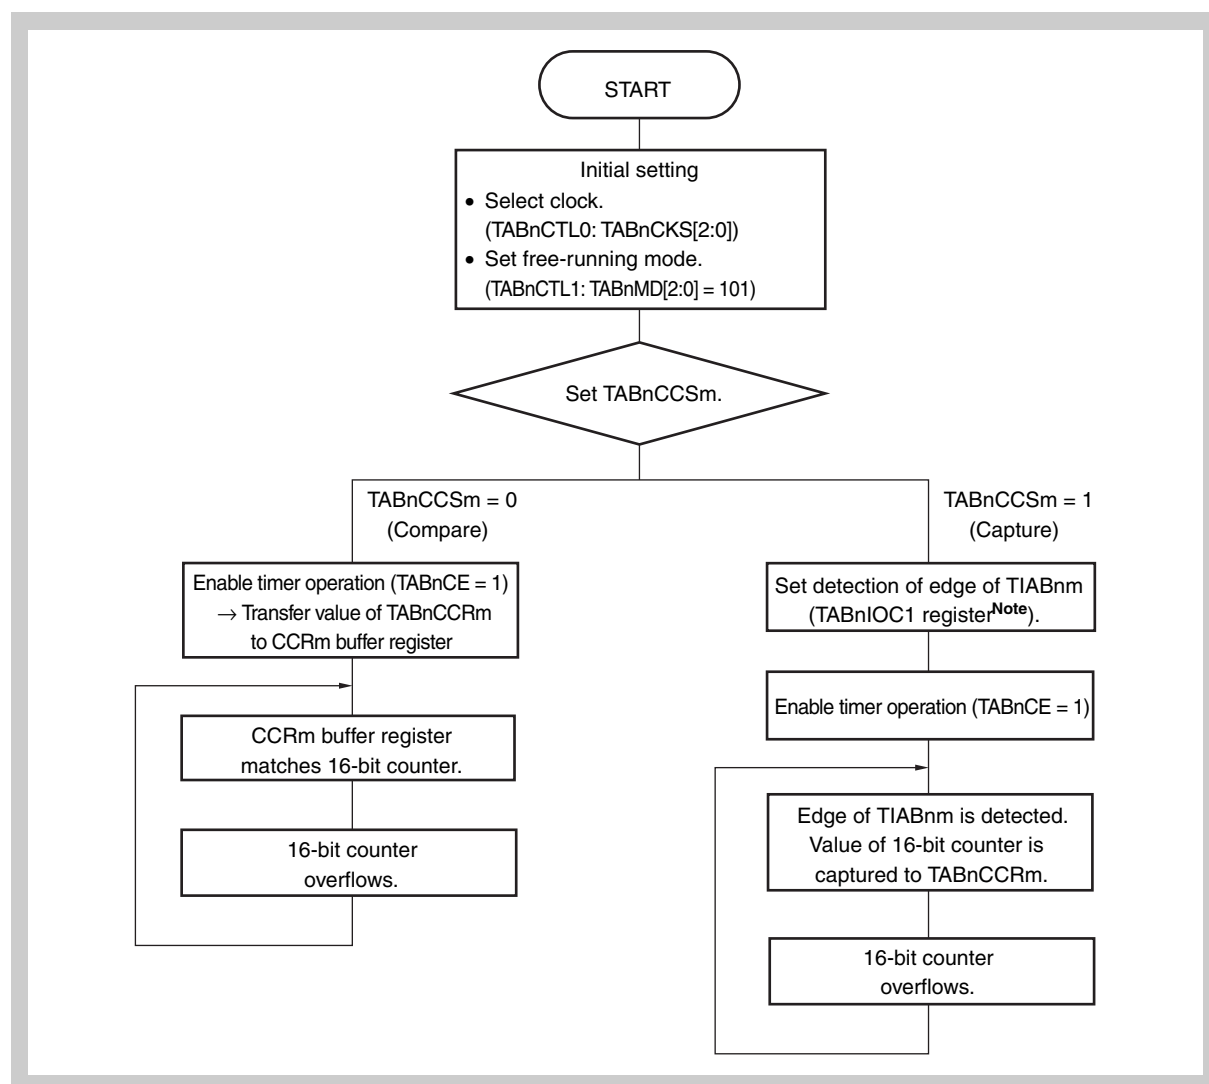 START
Initial setting
• Select clock.
(TABnCTL0: TABnCKS[2:0])
• Set free-running mode.
(TABnCTL1: TABnMD[2:0] = 101)
Set TABnCCSm.
TABnCCSm = 0
(Compare)
Enable timer operation (TABnCE = 1)
→ Transfer value of TABnCCRm
to CCRm buffer register
CCRm buffer register
matches 16-bit counter.
16-bit counter
overflows.
TABnCCSm = 1
(Capture)
Set detection of edge of TIABnm
(TABnIOC1 registerNote).
Enable timer operation (TABnCE = 1)
Edge of TIABnm is detected.
Value of 16-bit counter is
captured to TABnCCRm.
16-bit counter
overflows.